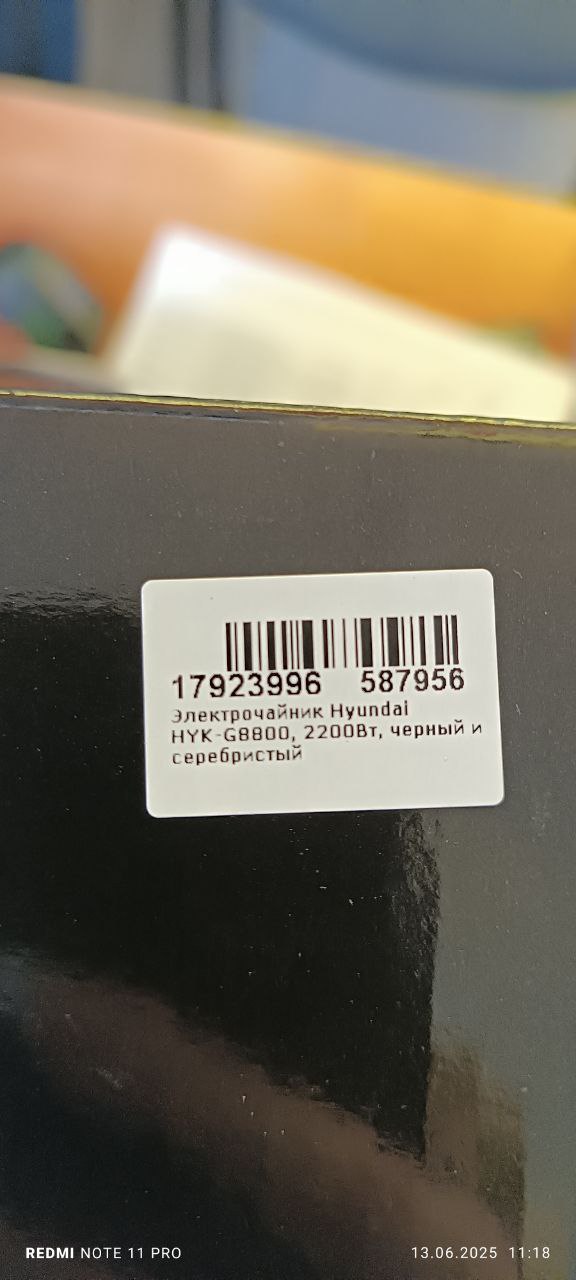 17923996 587956
Электрочайник Hyundai
HYK-G8800, 2200Вт, черный и
серебристый
REDMI NOTE 11 PRO
13.06.2025 11:18